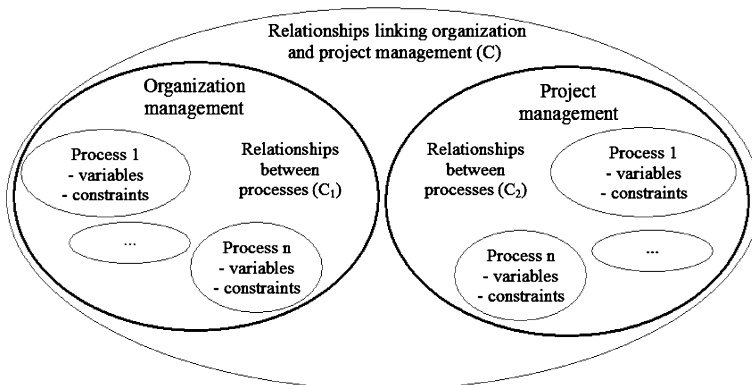 Relationships linking organization
and project management (C)
Organization
management
Process 1
- variables
- constraints
Relationships
between
processes (C₁)
...
Process n
- variables
- constraints
Project
management
Relationships
between
processes (C₂)
Process 1
- variables
- constraints
...
Process n
- variables
- constraints